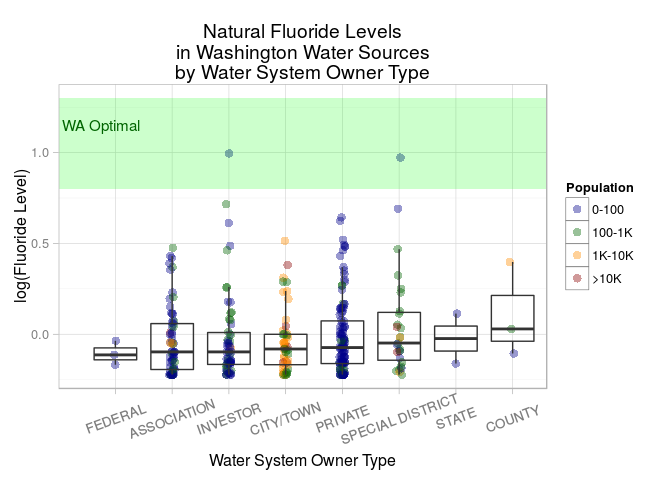 Natural Fluoride Levels
in Washington Water Sources
by Water System Owner Type
WA Optimal
1.0
0.5
0.0
log(Fluoride Level)
FEDERAL
ASSOCIATION
INVESTOR
CITY/TOWN
PRIVATE
SPECIAL DISTRICT
STATE
COUNTY
Water System Owner Type
Population
0-100
100-1K
1K-10K
>10K